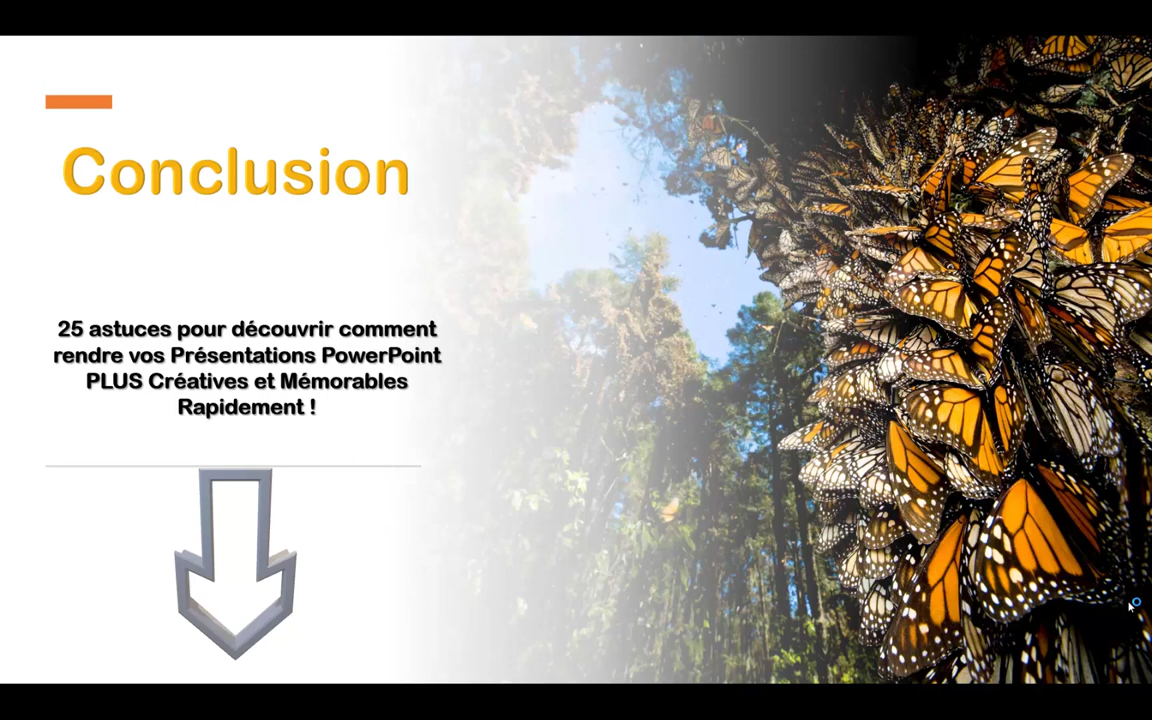 Conclusion
25 astuces pour découvrir comment
rendre vos Présentations PowerPoint
PLUS Créatives et Mémorables
Rapidement !